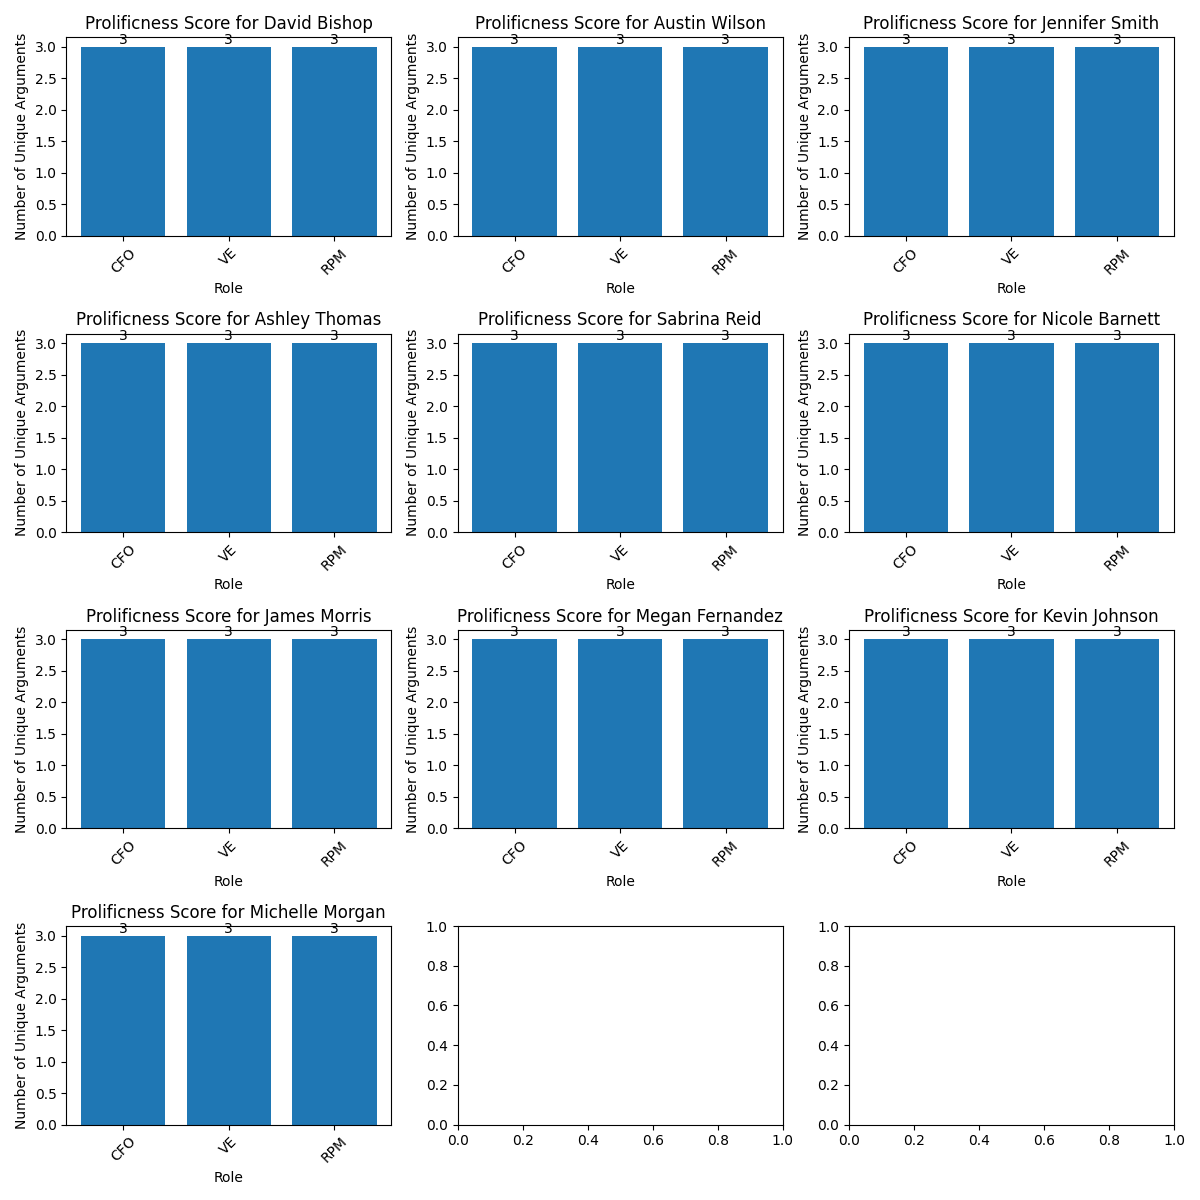 Prolificness Score for David Bishop
Number of Unique Arguments
3.0
2.5
2.0
1.5
1.0
0.5
0.0
3 3 3
CFO VE RPM
Role
Prolificness Score for Austin Wilson
Number of Unique Arguments
3.0
2.5
2.0
1.5
1.0
0.5
0.0
3 3 3
CFO VE RPM
Role
Prolificness Score for Jennifer Smith
Number of Unique Arguments
3.0
2.5
2.0
1.5
1.0
0.5
0.0
3 3 3
CFO VE RPM
Role
Prolificness Score for Ashley Thomas
Number of Unique Arguments
3.0
2.5
2.0
1.5
1.0
0.5
0.0
3 3 3
CFO VE RPM
Role
Prolificness Score for Sabrina Reid
Number of Unique Arguments
3.0
2.5
2.0
1.5
1.0
0.5
0.0
3 3 3
CFO VE RPM
Role
Prolificness Score for Nicole Barnett
Number of Unique Arguments
3.0
2.5
2.0
1.5
1.0
0.5
0.0
3 3 3
CFO VE RPM
Role
Prolificness Score for James Morris
Number of Unique Arguments
3.0
2.5
2.0
1.5
1.0
0.5
0.0
3 3 3
CFO VE RPM
Role
Prolificness Score for Megan Fernandez
Number of Unique Arguments
3.0
2.5
2.0
1.5
1.0
0.5
0.0
3 3 3
CFO VE RPM
Role
Prolificness Score for Kevin Johnson
Number of Unique Arguments
3.0
2.5
2.0
1.5
1.0
0.5
0.0
3 3 3
CFO VE RPM
Role
Prolificness Score for Michelle Morgan
Number of Unique Arguments
3.0
2.5
2.0
1.5
1.0
0.5
0.0
3 3 3
CFO VE RPM
Role
1.0
0.8
0.6
0.4
0.2
0.0
0.0 0.2 0.4 0.6 0.8 1.0
1.0
0.8
0.6
0.4
0.2
0.0
0.0 0.2 0.4 0.6 0.8 1.0